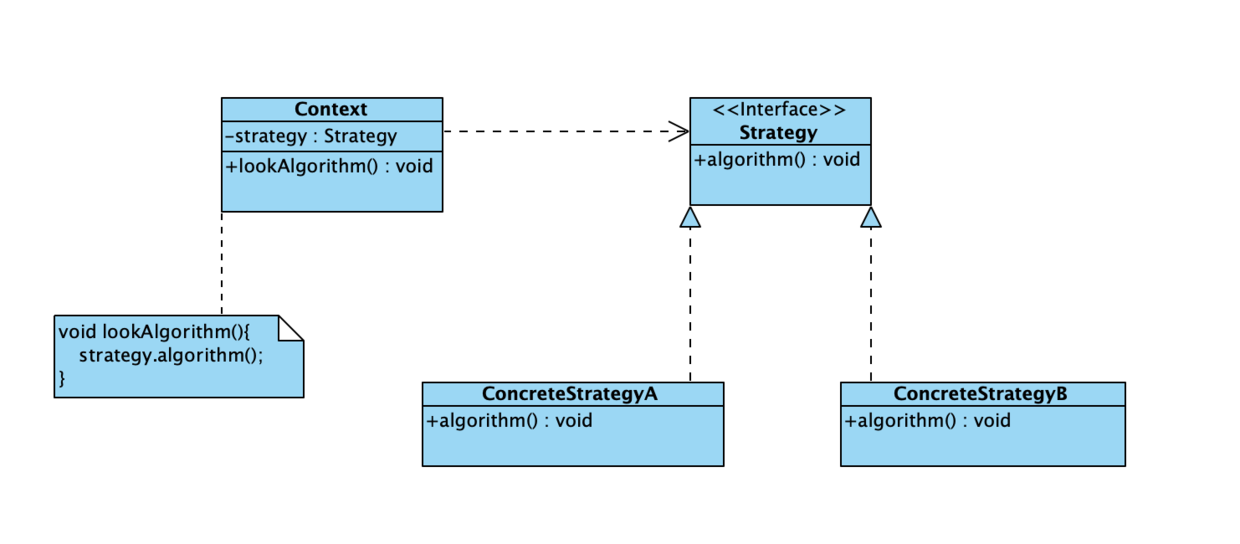 Context
-strategy : Strategy
+lookAlgorithm() : void
<<Interface>>
Strategy
+algorithm() : void
void lookAlgorithm(){
strategy.algorithm();
}
ConcreteStrategyA
+algorithm() : void
ConcreteStrategyB
+algorithm() : void